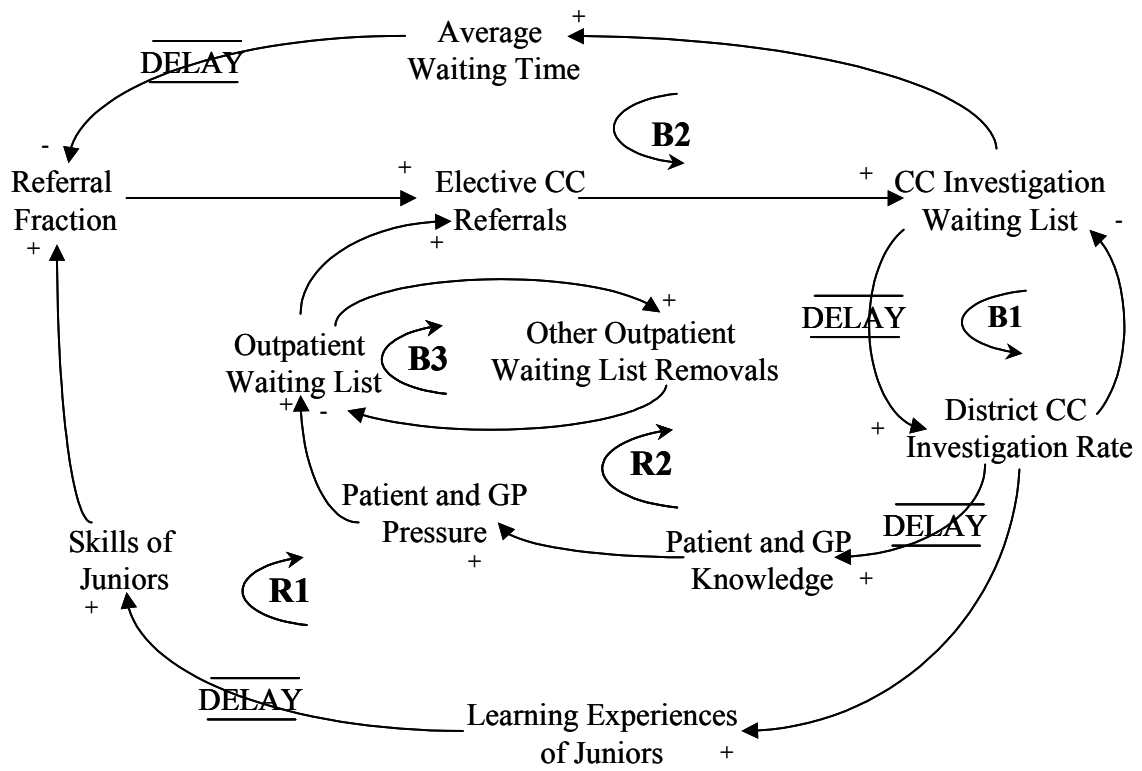 +
Average
Waiting Time
DELAY
B2
-
Referral
Fraction
+
+
Elective CC
Referrals
+
+
CC Investigation
Waiting List
-
DELAY
B1
+
Other Outpatient
Waiting List Removals
Outpatient
Waiting List
B3
+
-
+
District CC
Investigation Rate
R2
Patient and GP
Pressure
+
DELAY
Patient and GP
Knowledge
+
Skills of
Juniors
+
R1
DELAY
Learning Experiences
of Juniors
+